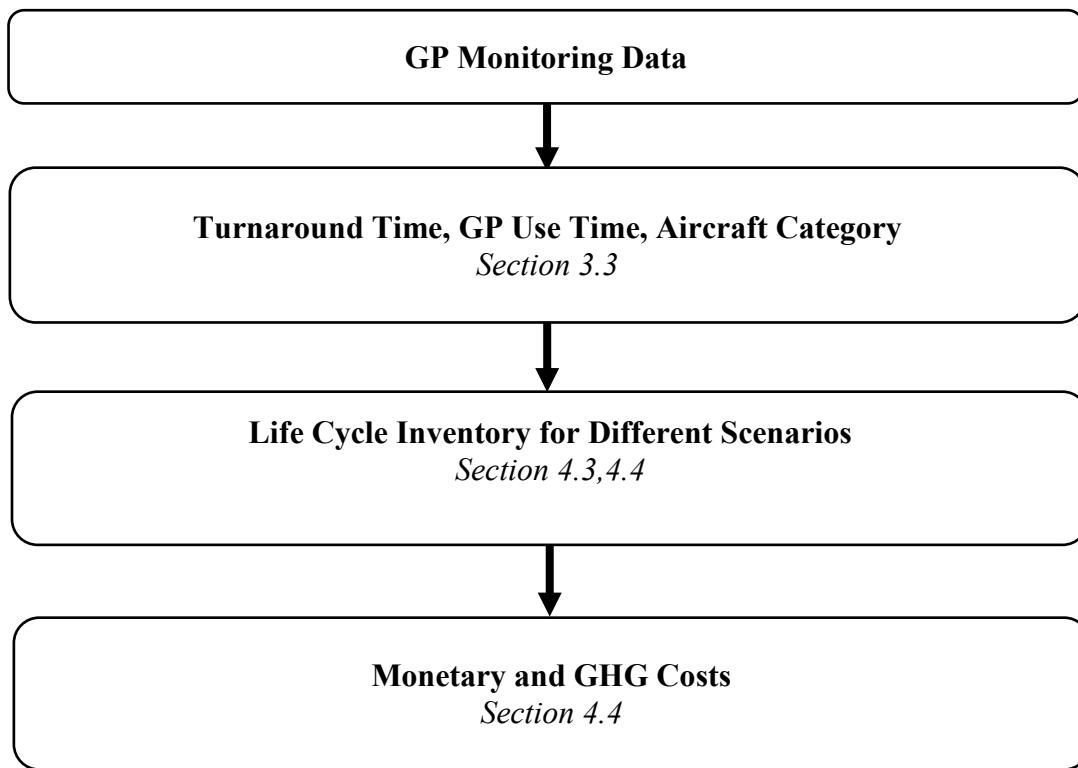 GP Monitoring Data
Turnaround Time, GP Use Time, Aircraft Category
Section 3.3
Life Cycle Inventory for Different Scenarios
Section 4.3,4.4
Monetary and GHG Costs
Section 4.4